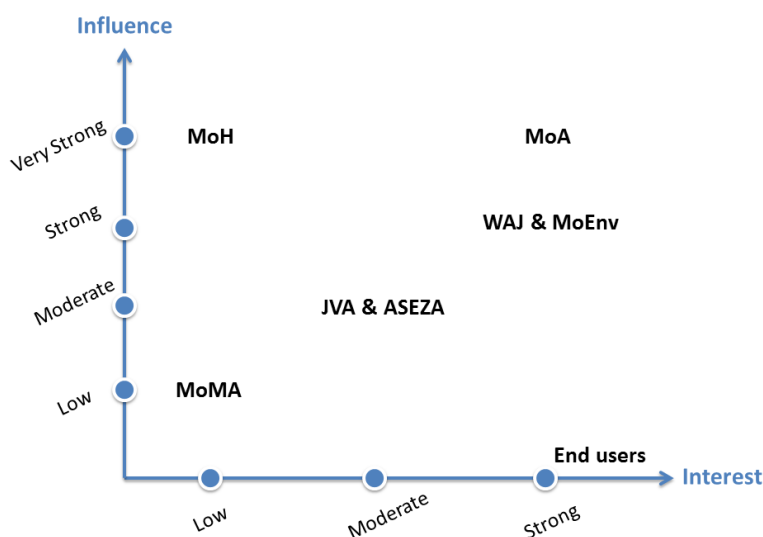 Influence
Very Strong
MoH
MoA
Strong
WAJ & MoEnv
Moderate
JVA & ASEZA
Low
MoMA
End users
Interest
Low
Moderate
Strong